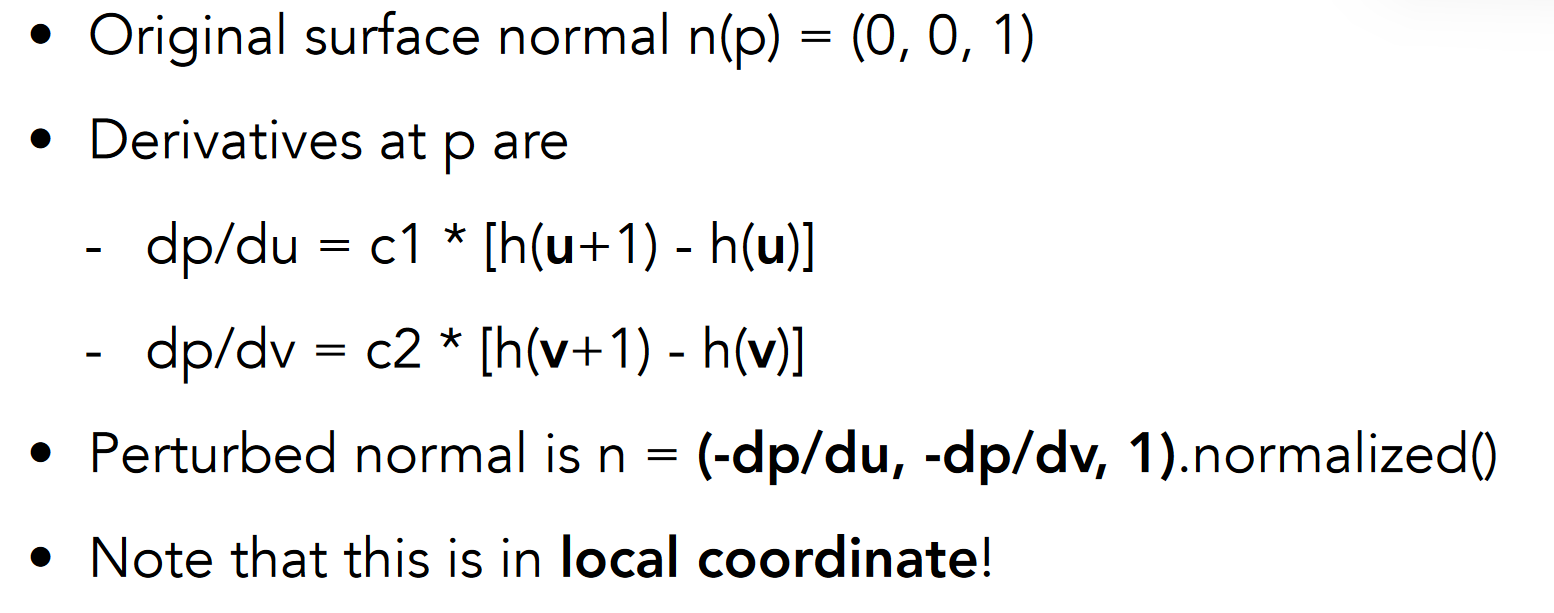 • Original surface normal n(p) = (0, 0, 1)
• Derivatives at p are
- dp/du = c1 * [h(u+1) - h(u)]
- dp/dv = c2 * [h(v+1) - h(v)]
• Perturbed normal is n = (-dp/du, -dp/dv, 1).normalized()
• Note that this is in local coordinate!